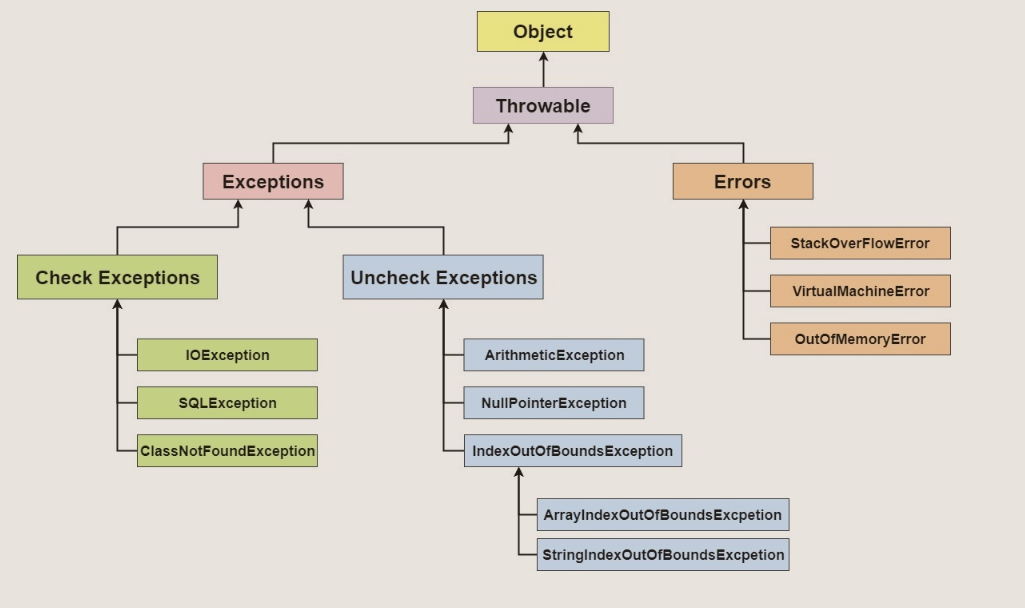 Object
Throwable
Exceptions
Errors
Check Exceptions
Uncheck Exceptions
StackOverFlowError
VirtualMachineError
OutOfMemoryError
IOException
SQLException
ClassNotFoundException
ArithmeticException
NullPointerException
IndexOutOfBoundsException
ArrayIndexOutOfBoundsExcpetion
StringIndexOutOfBoundsExcpetion